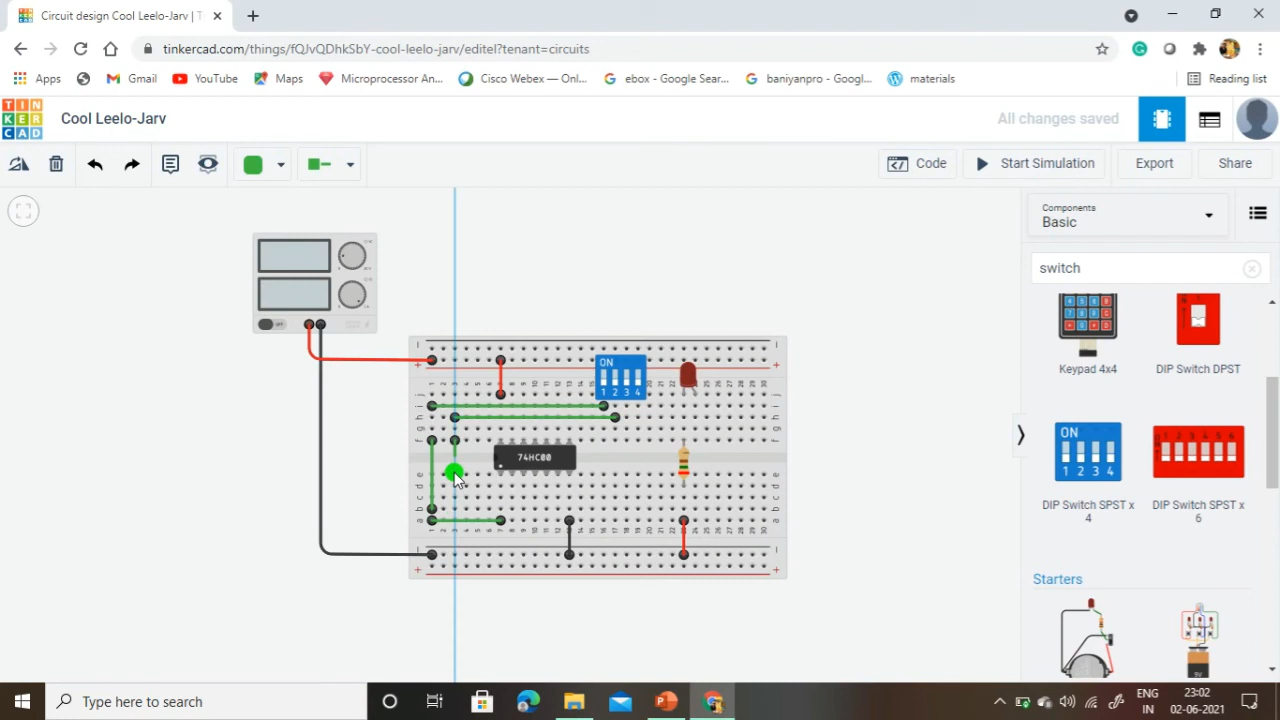 Circuit design Cool Leelo-Jarv | T
tinkercad.com/things/fQJvQDhkSbY-cool-leelo-jarv/editel?tenant=circuits
Apps
Gmail
YouTube
Maps
Microprocessor An...
Cisco Webex — Onl...
ebox - Google Sear...
baniyanpro - Googl...
materials
Reading list
TIN
KER
CAD
Cool Leelo-Jarv
All changes saved
Code
Start Simulation
Export
Share
Components
Basic
switch
Keypad 4x4
DIP Switch DPST
ON
1 2 3 4
DIP Switch SPST x
4
DIP Switch SPST x
6
Starters
OFF
ON
1 2 3 4
74HC00
Type here to search
ENG
IN
23:02
02-06-2021